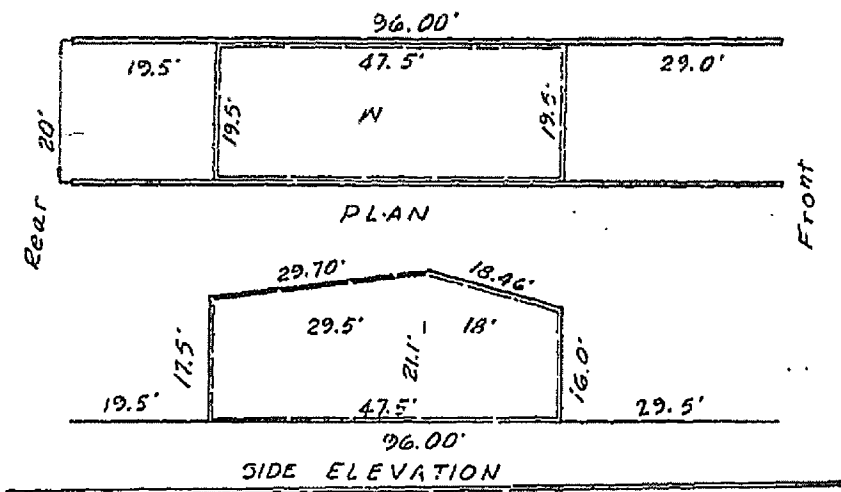 96.00'
19.5' 47.5' 29.0'
20' 19.5' N 19.5'
Rear PLAN Front
29.70' 18.46'
29.5' 18'
17.5' 21.1' 16.0'
19.5' 47.5' 29.5'
96.00'
SIDE ELEVATION